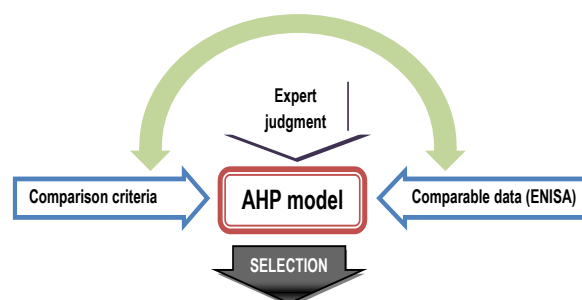 Expert
judgment
Comparison criteria
AHP model
Comparable data (ENISA)
SELECTION